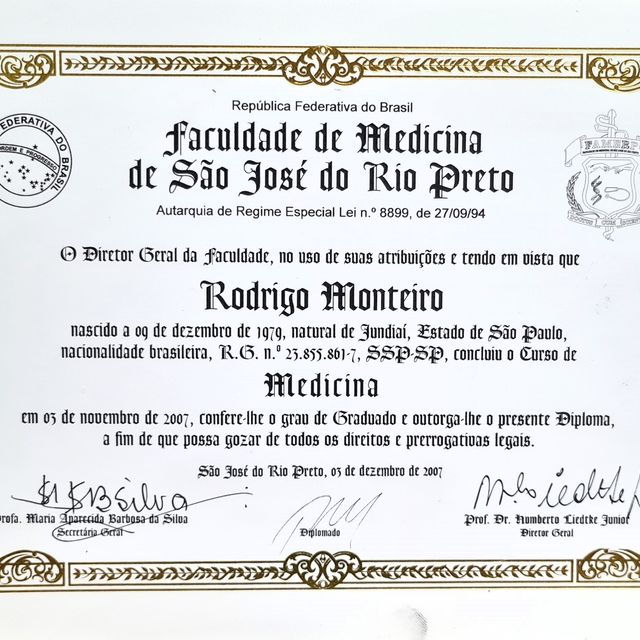 República Federativa do Brasil
Faculdade de Medicina
de São José do Rio Preto
Autarquia de Regime Especial Lei n.º 8899, de 27/09/94
FEDERATIVA DO BRASIL
ORDEM E PROGRESSO
FAMERP
O Diretor Geral da Faculdade, no uso de suas atribuições e tendo em vista que
Rodrigo Monteiro
nascido a 09 de dezembro de 1979, natural de Jundiaí, Estado de São Paulo,
nacionalidade brasileira, R.G. n.º 23.855.861-7, SSP-SP, concluiu o Curso de
Medicina
em 03 de novembro de 2007, confere-lhe o grau de Graduado e outorga-lhe o presente Diploma,
a fim de que possa gozar de todos os direitos e prerrogativas legais.
São José do Rio Preto, 03 de dezembro de 2007
Profa. Maria Aparecida Barbosa da Silva
Secretária Geral
Diplomado
Prof. Dr. Humberto Liedtke Junior
Diretor Geral